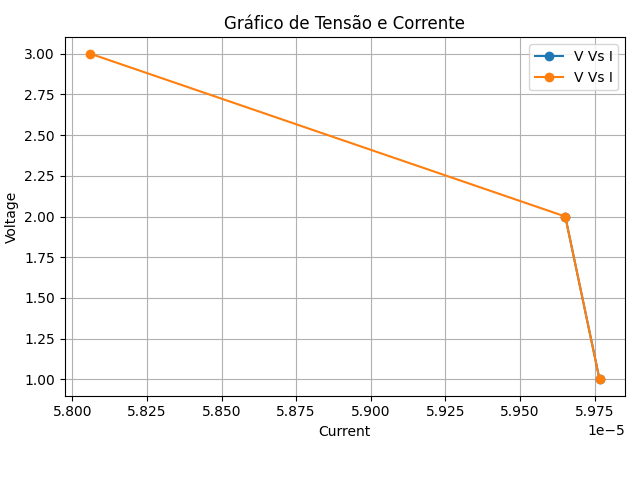 Gráfico de Tensão e Corrente
V Vs I
V Vs I
Voltage
3.00
2.75
2.50
2.25
2.00
1.75
1.50
1.25
1.00
5.800 5.825 5.850 5.875 5.900 5.925 5.950 5.975
1e−5
Current